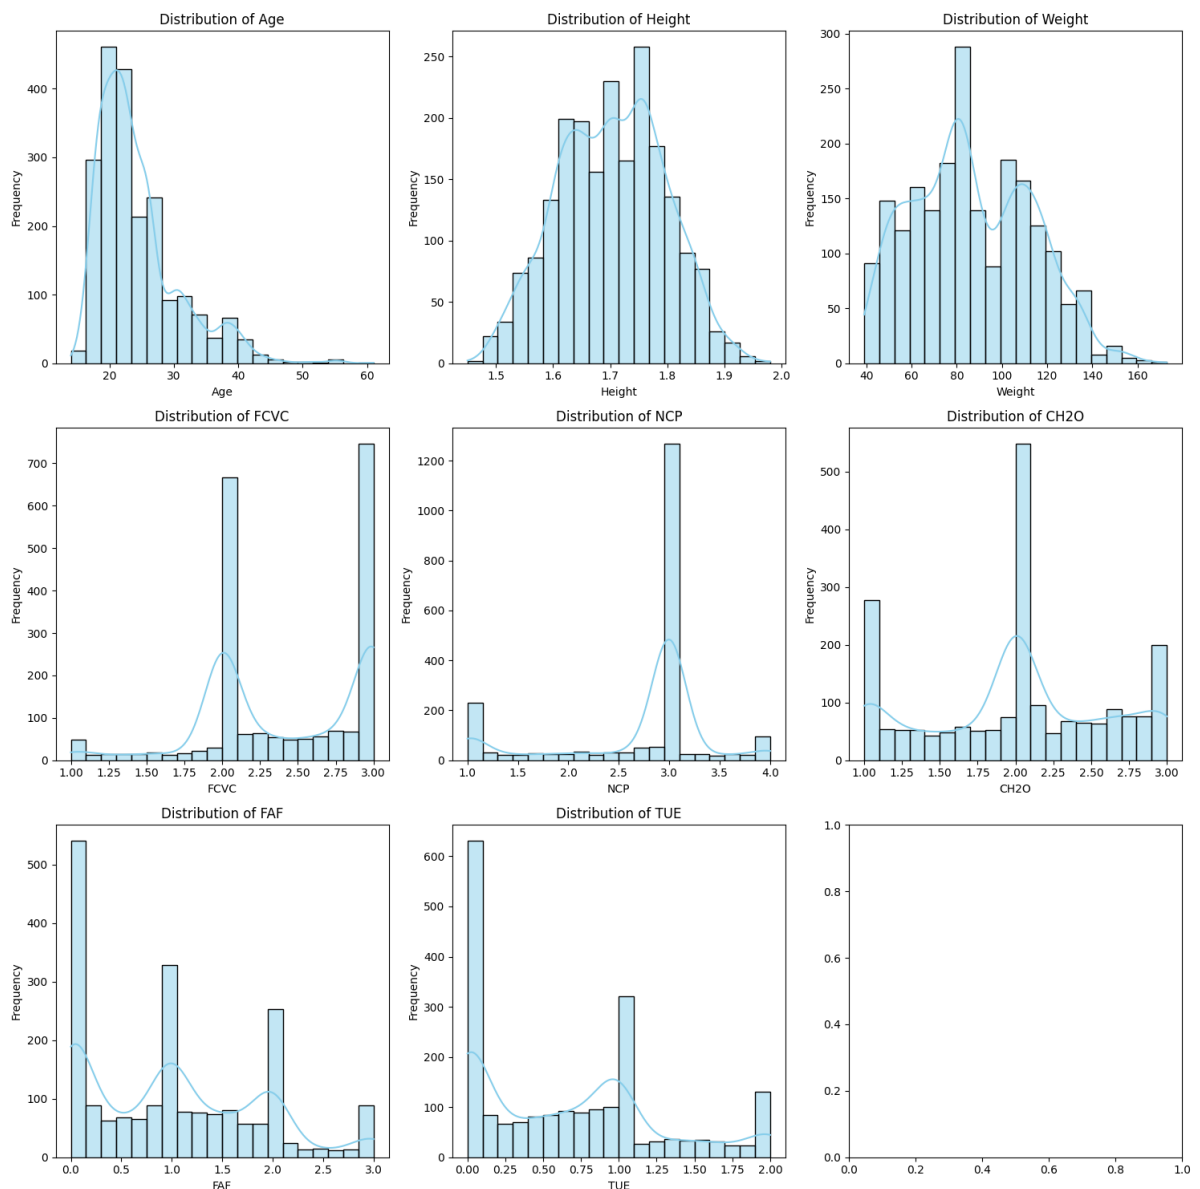 Distribution of Age
Frequency
400
300
200
100
0
20 30 40 50 60
Age
Distribution of Height
Frequency
250
200
150
100
50
0
1.5 1.6 1.7 1.8 1.9 2.0
Height
Distribution of Weight
Frequency
300
250
200
150
100
50
0
40 60 80 100 120 140 160
Weight
Distribution of FCVC
Frequency
700
600
500
400
300
200
100
0
1.00 1.25 1.50 1.75 2.00 2.25 2.50 2.75 3.00
FCVC
Distribution of NCP
Frequency
1200
1000
800
600
400
200
0
1.0 1.5 2.0 2.5 3.0 3.5 4.0
NCP
Distribution of CH2O
Frequency
500
400
300
200
100
0
1.00 1.25 1.50 1.75 2.00 2.25 2.50 2.75 3.00
CH2O
Distribution of FAF
Frequency
500
400
300
200
100
0
0.0 0.5 1.0 1.5 2.0 2.5 3.0
FAF
Distribution of TUE
Frequency
600
500
400
300
200
100
0
0.00 0.25 0.50 0.75 1.00 1.25 1.50 1.75 2.00
TUE
1.0
0.8
0.6
0.4
0.2
0.0
0.0 0.2 0.4 0.6 0.8 1.0